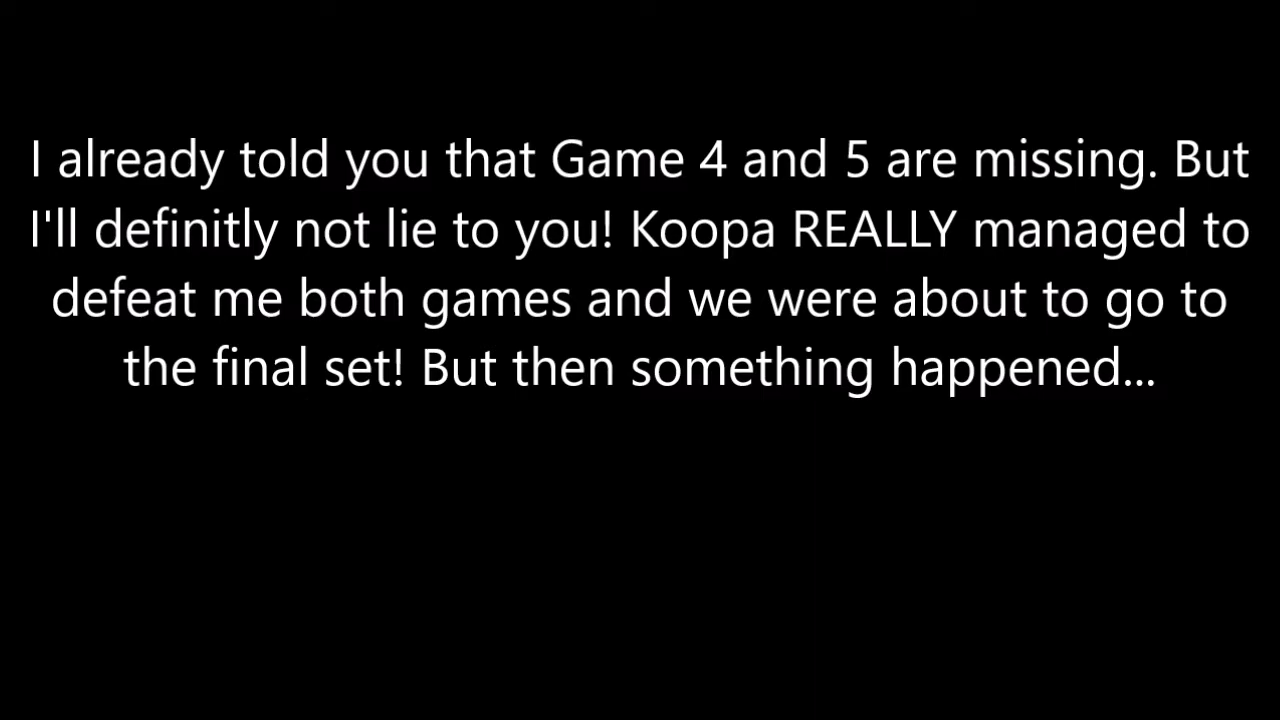 I already told you that Game 4 and 5 are missing. But
I'll definitly not lie to you! Koopa REALLY managed to
defeat me both games and we were about to go to
the final set! But then something happened...